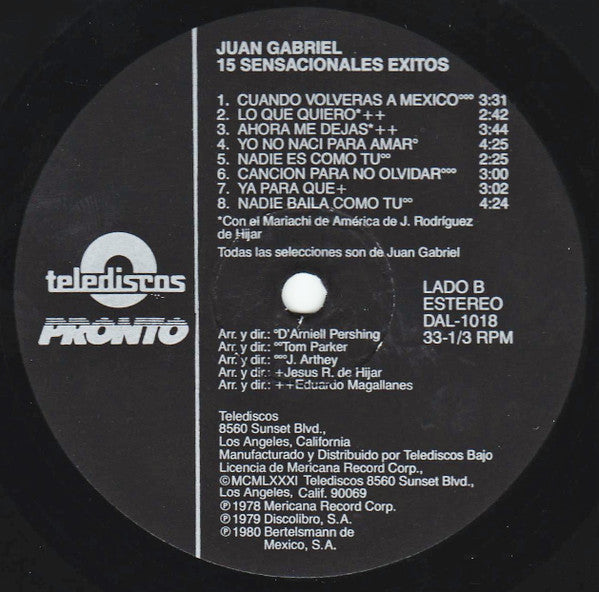 JUAN GABRIEL
15 SENSACIONALES EXITOS
1. CUANDO VOLVERAS A MEXICO°°° 3:31
2. LO QUE QUIERO*++ 2:42
3. AHORA ME DEJAS*++ 3:44
4. YO NO NACI PARA AMAR° 4:25
5. NADIE ES COMO TU°° 2:25
6. CANCION PARA NO OLVIDAR°°° 3:00
7. YA PARA QUE+ 3:02
8. NADIE BAILA COMO TU°° 4:24
*Con el Mariachi de América de J. Rodríguez
de Hijar
Todas las selecciones son de Juan Gabriel
telediscos
PRONTO
LADO B
ESTEREO
DAL-1018
33-1/3 RPM
Arr. y dir.: °D'Arniell Pershing
Arr. y dir.: °°Tom Parker
Arr. y dir.: °°°J. Arthey
Arr. y dir.: +Jesus R. de Hijar
Arr. y dir.: ++Eduardo Magallanes
Telediscos
8560 Sunset Blvd.,
Los Angeles, California
Manufacturado y Distribuido por Telediscos Bajo
Licencia de Mericana Record Corp.,
©MCMLXXXI Telediscos 8560 Sunset Blvd.,
Los Angeles, Calif. 90069
℗1978 Mericana Record Corp.
℗1979 Discolibro, S.A.
℗1980 Bertelsmann de
Mexico, S.A.